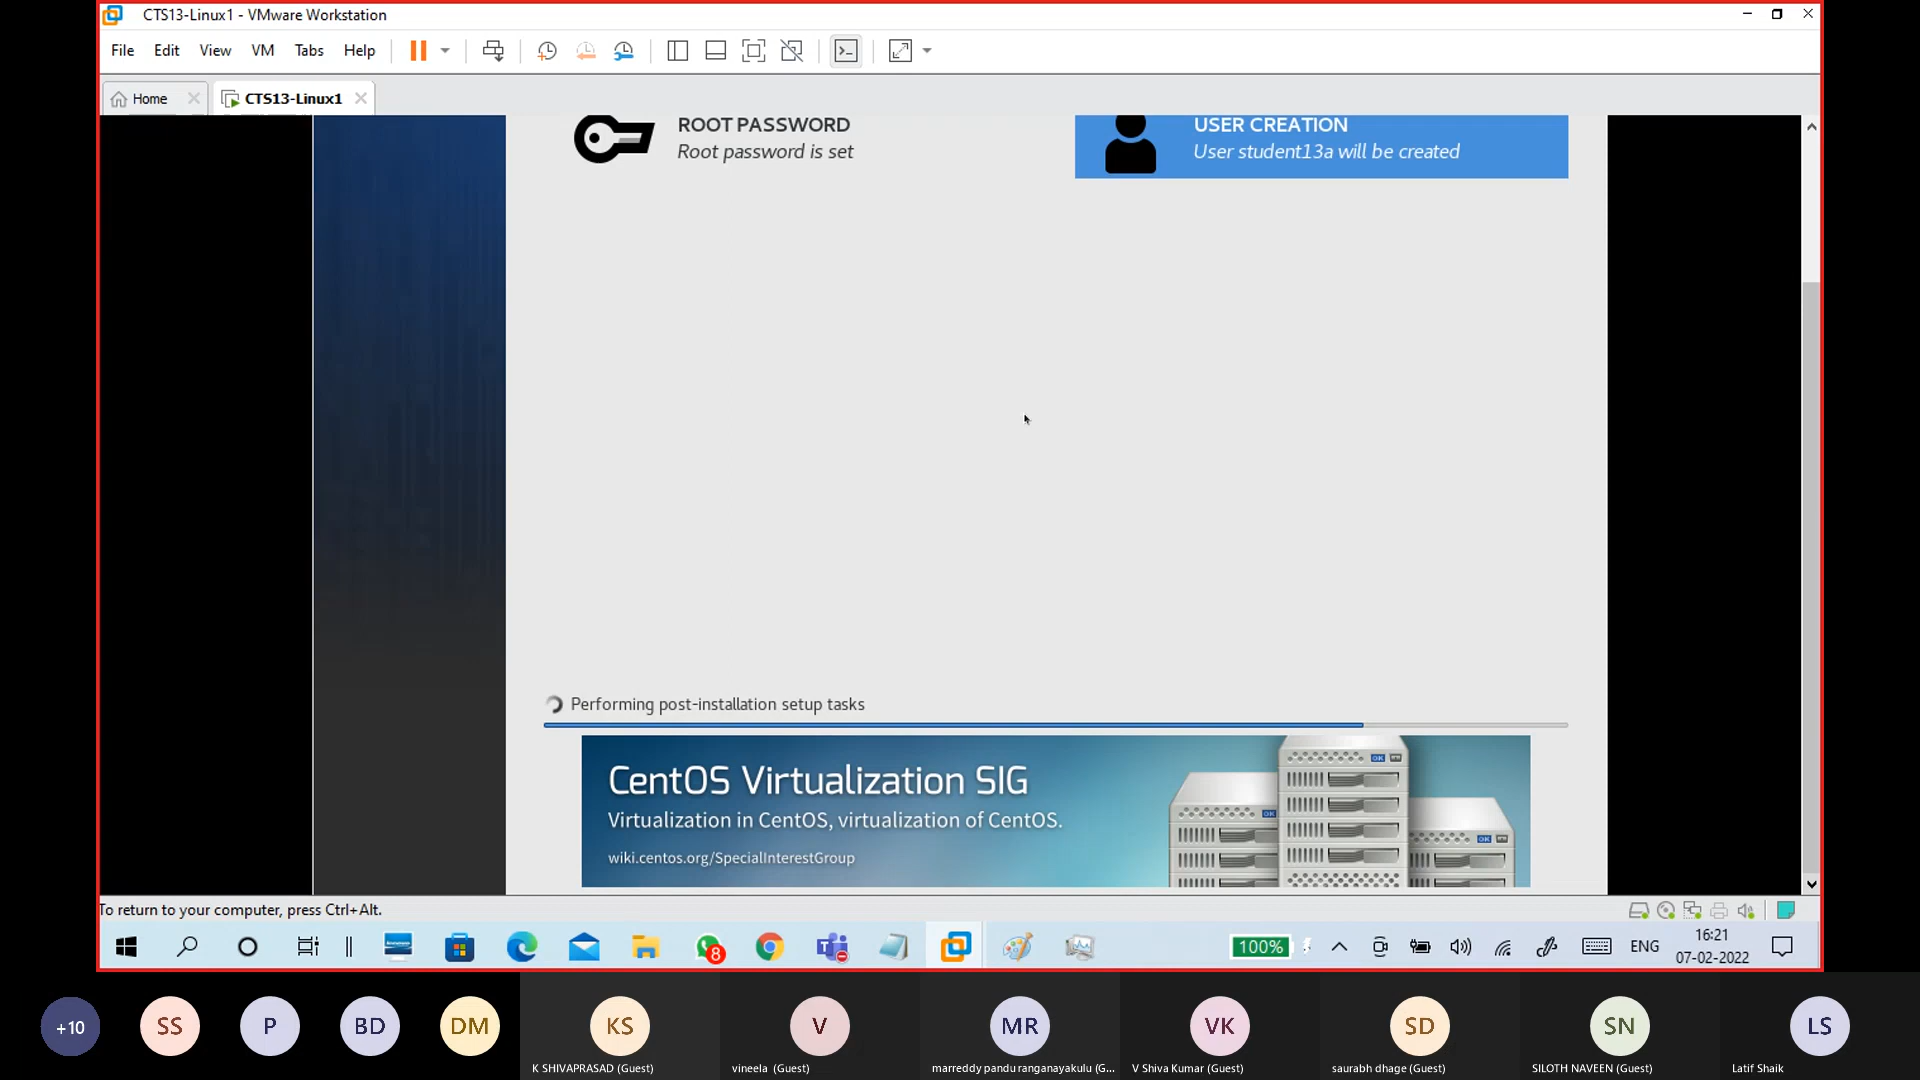 CTS13-Linux1 - VMware Workstation
File Edit View VM Tabs Help
Home
CTS13-Linux1
ROOT PASSWORD
Root password is set
USER CREATION
User student13a will be created
Performing post-installation setup tasks
CentOS Virtualization SIG
Virtualization in CentOS, virtualization of CentOS.
wiki.centos.org/SpecialInterestGroup
To return to your computer, press Ctrl+Alt.
8
100%
ENG
16:21
07-02-2022
+10
SS
P
BD
DM
KS
V
MR
VK
SD
SN
LS
K SHIVAPRASAD (Guest)
vineela (Guest)
marreddy pandu ranganayakulu (G...
V Shiva Kumar (Guest)
saurabh dhage (Guest)
SILOTH NAVEEN (Guest)
Latif Shaik